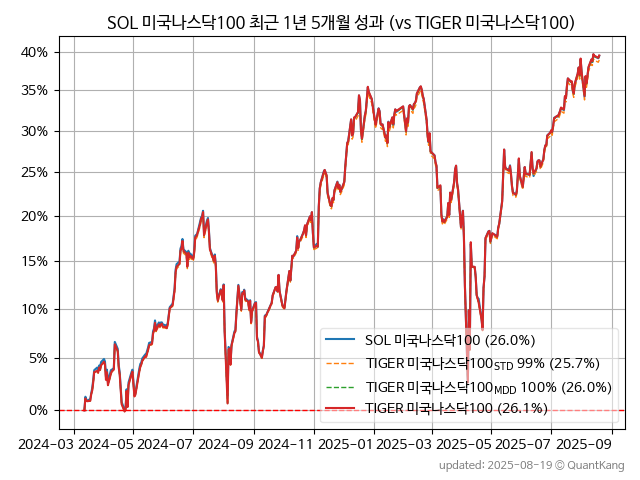 SOL 미국나스닥100 최근 1년 5개월 성과 (vs TIGER 미국나스닥100)
40%
35%
30%
25%
20%
15%
10%
5%
0%
SOL 미국나스닥100 (26.0%)
TIGER 미국나스닥100STD 99% (25.7%)
TIGER 미국나스닥100MDD 100% (26.0%)
TIGER 미국나스닥100 (26.1%)
2024-03 2024-05 2024-07 2024-09 2024-11 2025-01 2025-03 2025-05 2025-07 2025-09
updated: 2025-08-19 © QuantKang